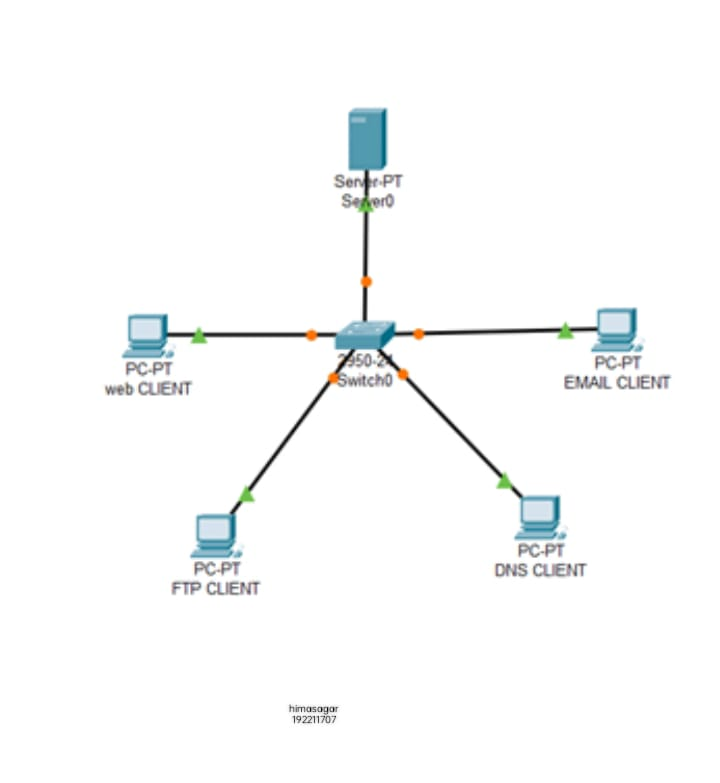 Server-PT
Server0
PC-PT
web CLIENT
2950-24
Switch0
PC-PT
EMAIL CLIENT
PC-PT
FTP CLIENT
PC-PT
DNS CLIENT
himasagar
192211707